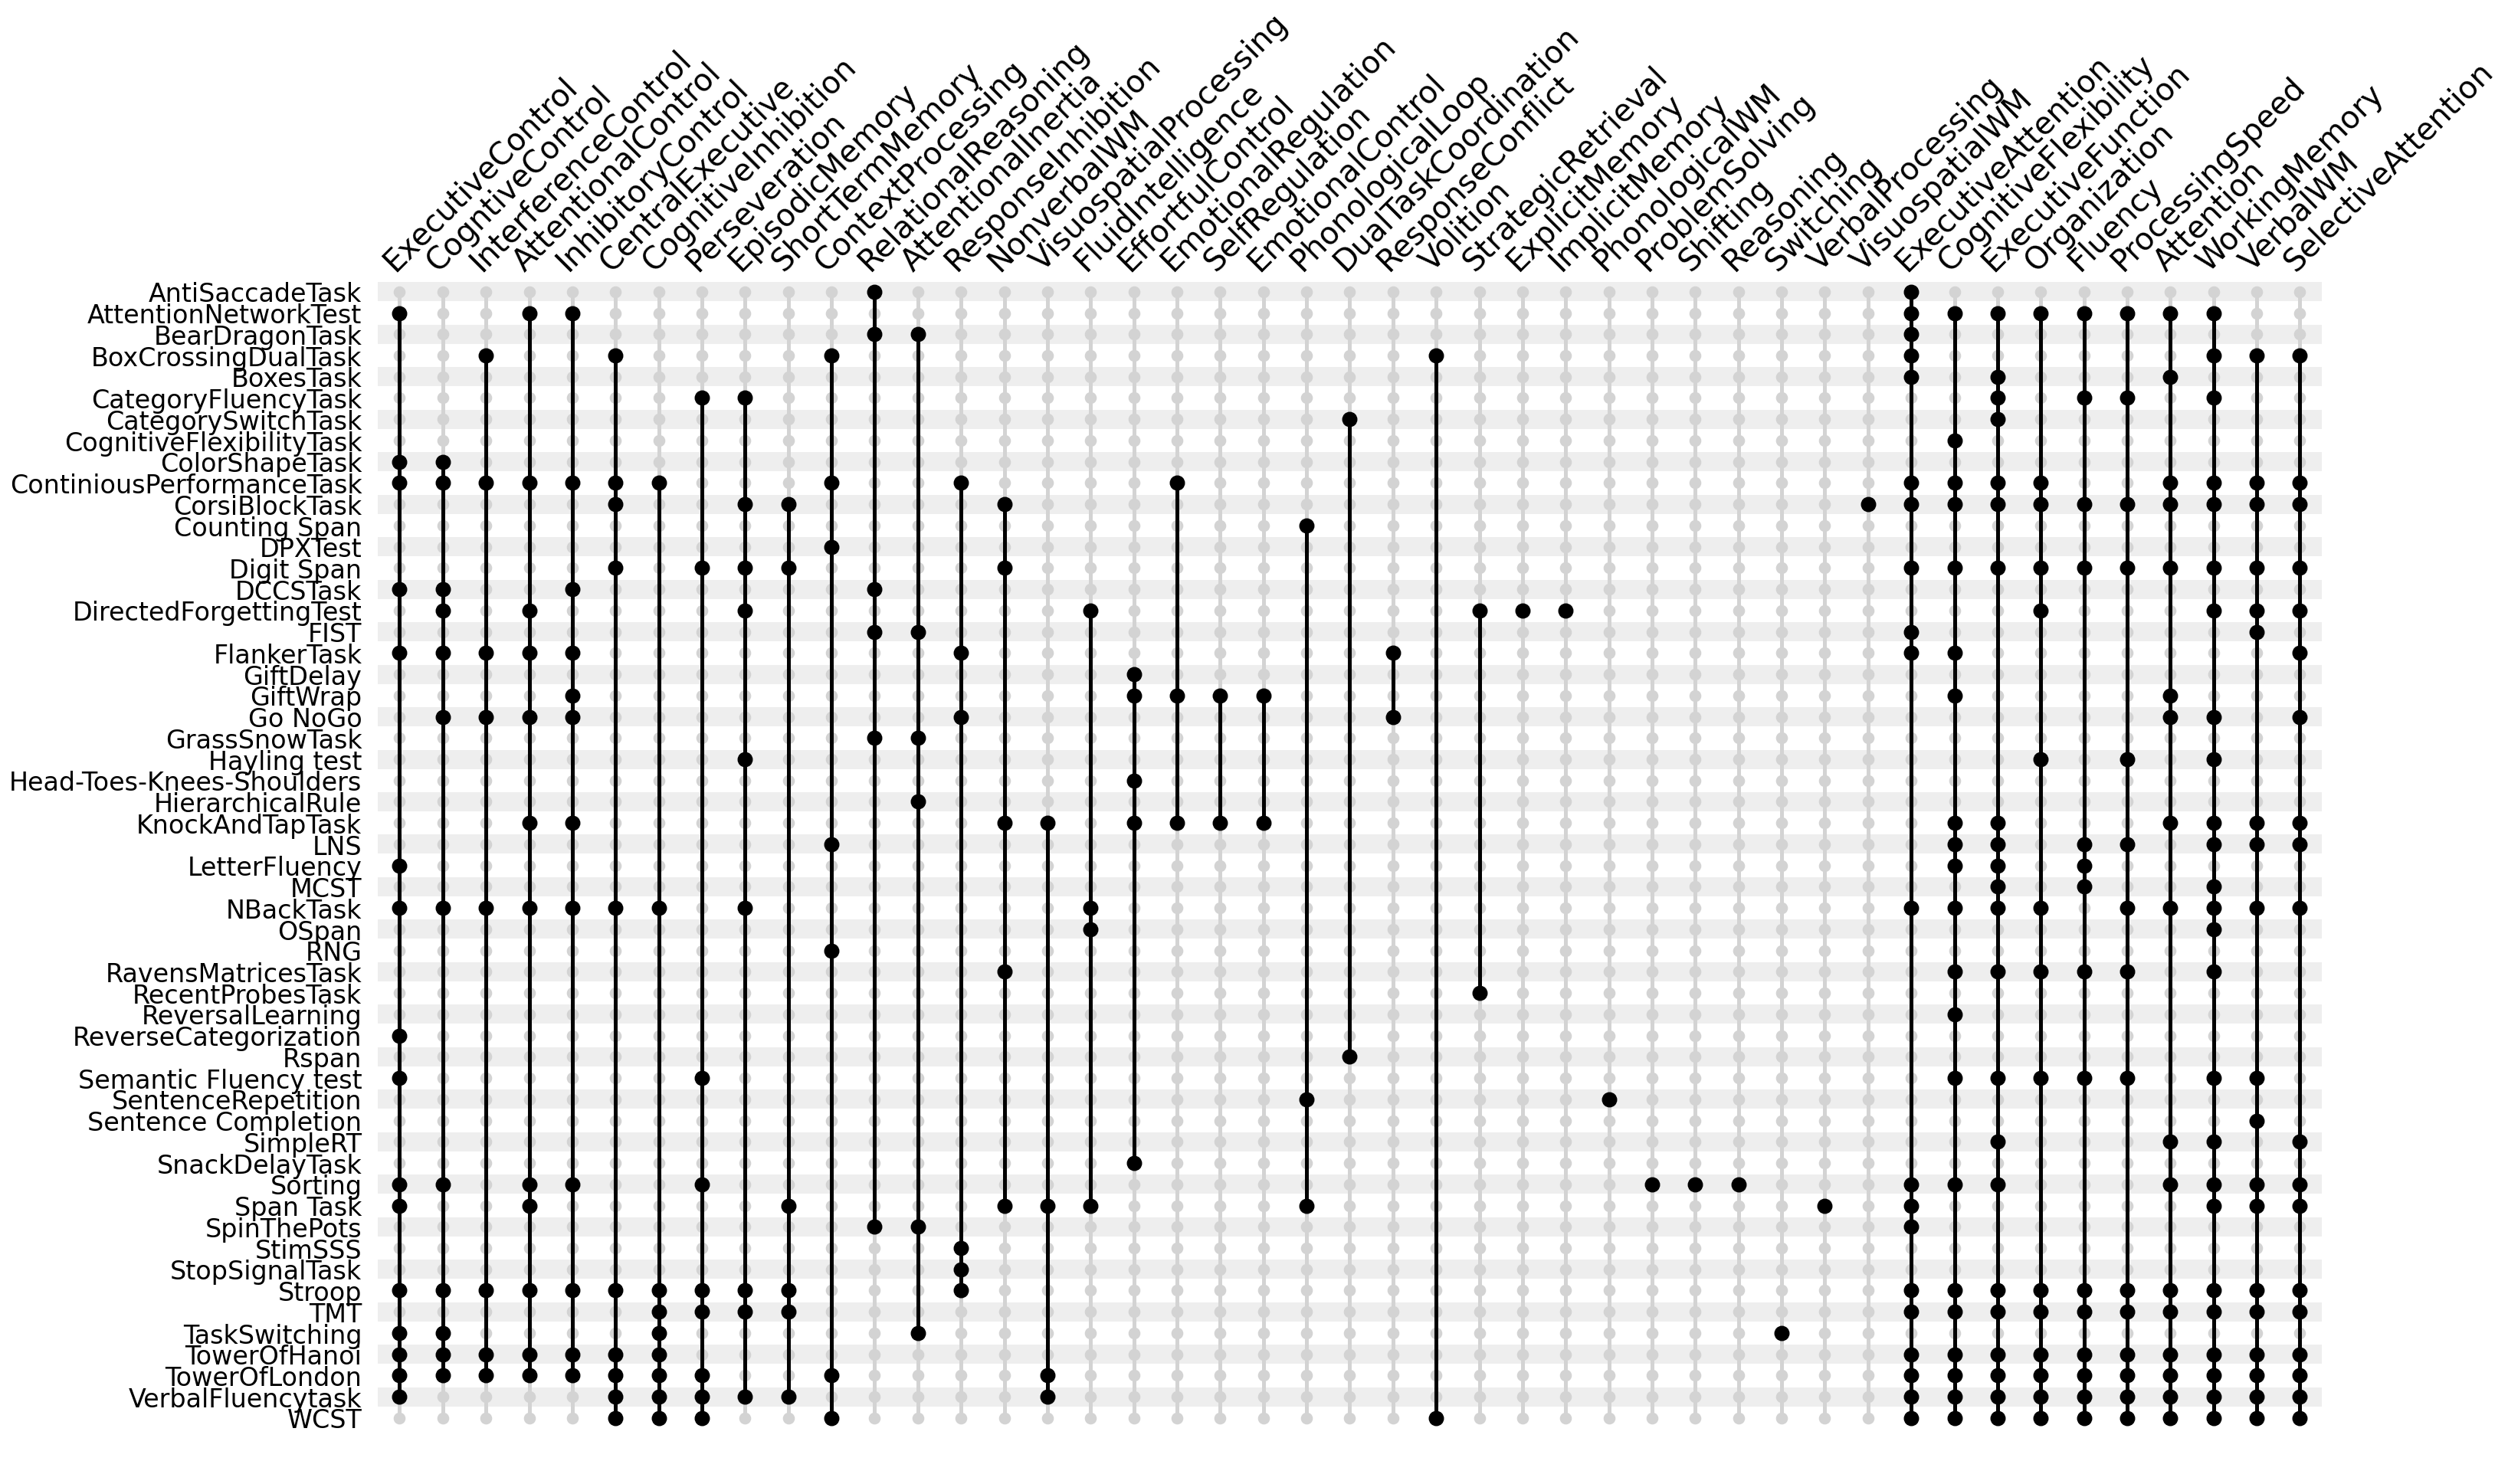 ExecutiveControl
CogntiveControl
InterferenceControl
AttentionalControl
InhibitoryControl
CentralExecutive
CognitiveInhibition
Perseveration
EpisodicMemory
ShortTermMemory
ContextProcessing
RelationalReasoning
AttentionalInertia
ResponseInhibition
NonverbalWM
VisuospatialProcessing
FluidIntelligence
EffortfulControl
EmotionalRegulation
SelfRegulation
EmotionalControl
PhonologicalLoop
DualTaskCoordination
ResponseConflict
Volition
StrategicRetrieval
ExplicitMemory
ImplicitMemory
PhonologicalWM
ProblemSolving
Shifting
Reasoning
Switching
VerbalProcessing
VisuospatialWM
ExecutiveAttention
CognitiveFlexibility
ExecutiveFunction
Organization
Fluency
ProcessingSpeed
Attention
WorkingMemory
VerbalWM
SelectiveAttention
AntiSaccadeTask
AttentionNetworkTest
BearDragonTask
BoxCrossingDualTask
BoxesTask
CategoryFluencyTask
CategorySwitchTask
CognitiveFlexibilityTask
ColorShapeTask
ContiniousPerformanceTask
CorsiBlockTask
Counting Span
DPXTest
Digit Span
DCCSTask
DirectedForgettingTest
FIST
FlankerTask
GiftDelay
GiftWrap
Go NoGo
GrassSnowTask
Hayling test
Head-Toes-Knees-Shoulders
HierarchicalRule
KnockAndTapTask
LNS
LetterFluency
MCST
NBackTask
OSpan
RNG
RavensMatricesTask
RecentProbesTask
ReversalLearning
ReverseCategorization
Rspan
Semantic Fluency test
SentenceRepetition
Sentence Completion
SimpleRT
SnackDelayTask
Sorting
Span Task
SpinThePots
StimSSS
StopSignalTask
Stroop
TMT
TaskSwitching
TowerOfHanoi
TowerOfLondon
VerbalFluencytask
WCST